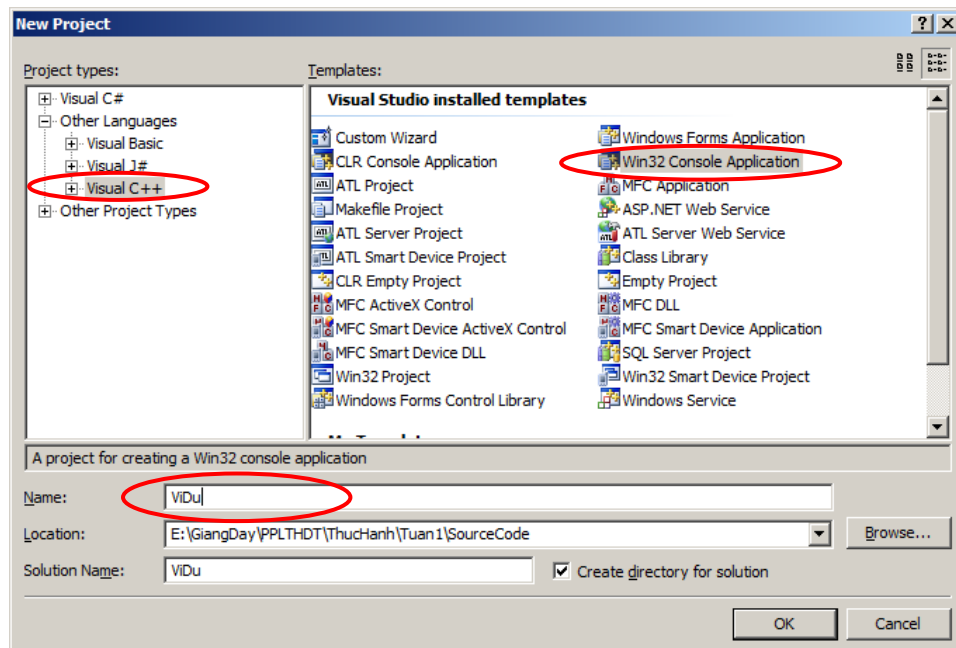 New Project
Project types:
Templates:
Visual C#
Other Languages
Visual Basic
Visual J#
Visual C++
Other Project Types
Visual Studio installed templates
Custom Wizard
CLR Console Application
ATL Project
Makefile Project
ATL Server Project
ATL Smart Device Project
CLR Empty Project
MFC ActiveX Control
MFC Smart Device ActiveX Control
MFC Smart Device DLL
Win32 Project
Windows Forms Control Library
Windows Forms Application
Win32 Console Application
MFC Application
ASP.NET Web Service
ATL Server Web Service
Class Library
Empty Project
MFC DLL
MFC Smart Device Application
SQL Server Project
Win32 Smart Device Project
Windows Service
A project for creating a Win32 console application
Name: ViDu
Location: E:\GiangDay\PPLTHDT\ThucHanh\Tuan1\SourceCode Browse...
Solution Name: ViDu Create directory for solution
OK Cancel